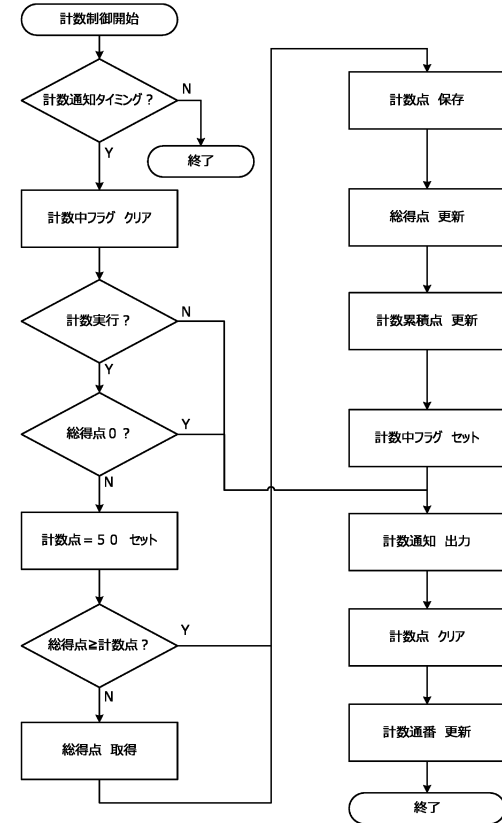 計数制御開始
計数通知タイミング？
N
終了
Y
計数中フラグ クリア
計数実行？
N
Y
総得点０？
Y
N
計数点＝５０ セット
総得点≧計数点？
Y
N
総得点 取得
計数点 保存
総得点 更新
計数累積点 更新
計数中フラグ セット
計数通知 出力
計数点 クリア
計数通番 更新
終了